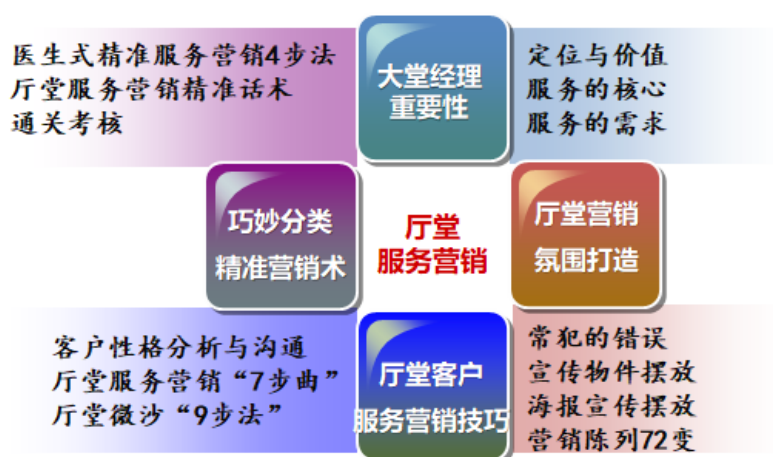 医生式精准服务营销4步法
厅堂服务营销精准话术
通关考核
大堂经理
重要性
定位与价值
服务的核心
服务的需求
巧妙分类
精准营销术
厅堂
服务营销
厅堂营销
氛围打造
客户性格分析与沟通
厅堂服务营销“7步曲”
厅堂微沙“9步法”
厅堂客户
服务营销技巧
常犯的错误
宣传物件摆放
海报宣传摆放
营销陈列72变